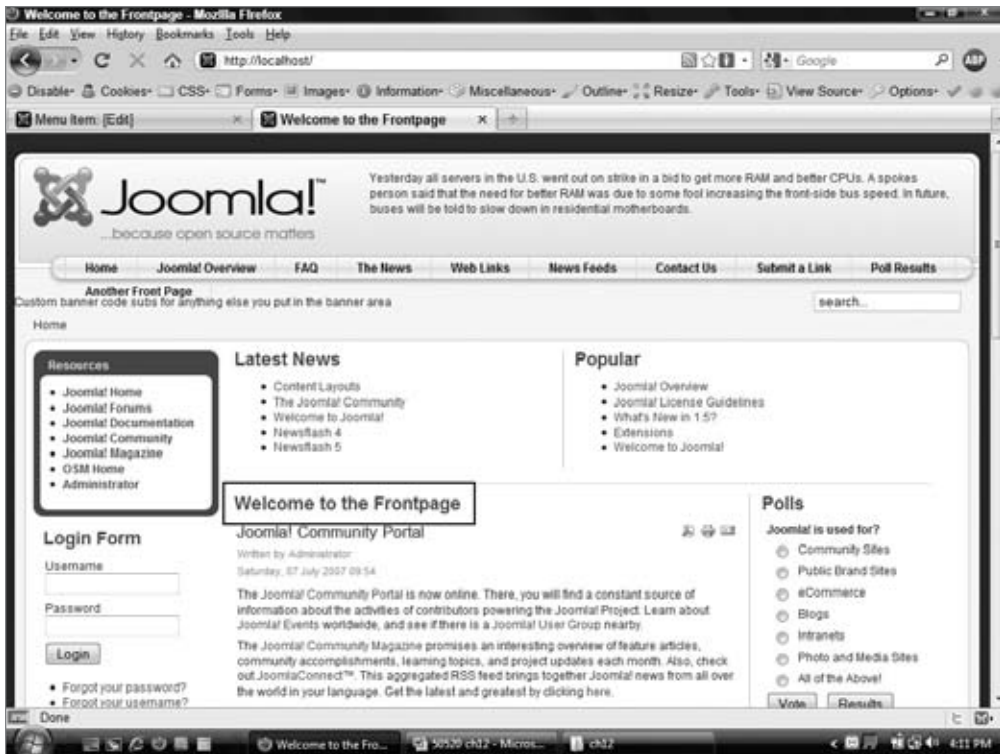 Welcome to the Frontpage - Mozilla Firefox
File Edit View History Bookmarks Tools Help
http://localhost/
Google
ABP
Disable Cookies CSS Forms Images Information Miscellaneous Outline Resize Tools View Source Options
Menu Item: [Edit]
Welcome to the Frontpage
Joomla!™
...because open source matters
Yesterday all servers in the U.S. went out on strike in a bid to get more RAM and better CPUs. A spokes
person said that the need for better RAM was due to some fool increasing the front-side bus speed. In future,
buses will be told to slow down in residential motherboards.
Home Joomla! Overview FAQ The News Web Links News Feeds Contact Us Submit a Link Poll Results
Another Front Page
Custom banner code subs for anything else you put in the banner area
search...
Home
Resources
Joomla! Home
Joomla! Forums
Joomla! Documentation
Joomla! Community
Joomla! Magazine
OSM Home
Administrator
Login Form
Username
Password
Login
Forgot your password?
Forgot your username?
Latest News
Content Layouts
The Joomla! Community
Welcome to Joomla!
Newsflash 4
Newsflash 5
Popular
Joomla! Overview
Joomla! License Guidelines
What's New in 1.5?
Extensions
Welcome to Joomla!
Welcome to the Frontpage
Joomla! Community Portal
Written by Administrator
Saturday, 07 July 2007 09:54
The Joomla! Community Portal is now online. There, you will find a constant source of
information about the activities of contributors powering the Joomla! Project. Learn about
Joomla! Events worldwide, and see if there is a Joomla! User Group nearby.
The Joomla! Community Magazine promises an interesting overview of feature articles,
community accomplishments, learning topics, and project updates each month. Also, check
out JoomlaConnect™. This aggregated RSS feed brings together Joomla! news from all over
the world in your language. Get the latest and greatest by clicking here.
Polls
Joomla! is used for?
Community Sites
Public Brand Sites
eCommerce
Blogs
Intranets
Photo and Media Sites
All of the Above!
Vote Results
Done
Welcome to the Fro... 50520 ch12 - Micros... ch12
4:11 PM